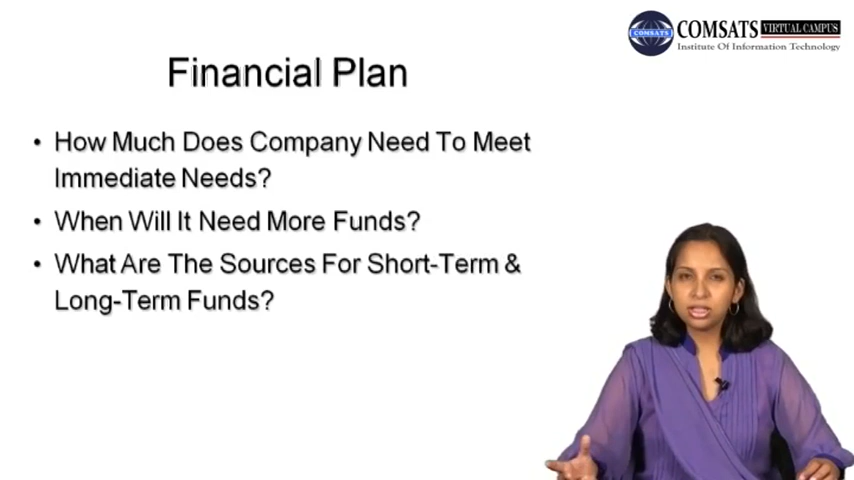 COMSATS VIRTUAL CAMPUS
COMSATS
Institute Of Information Technology
Financial Plan
• How Much Does Company Need To Meet
Immediate Needs?
• When Will It Need More Funds?
• What Are The Sources For Short-Term &
Long-Term Funds?